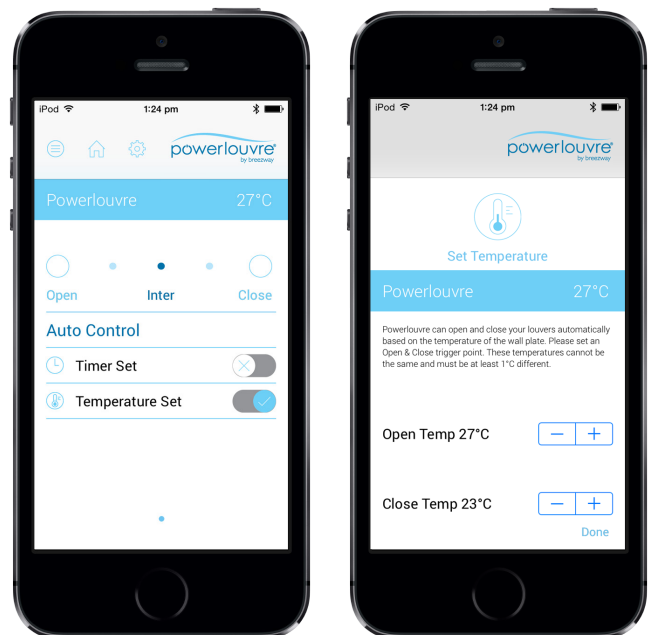 iPod 1:24 pm
powerlouvre®
by breezway
Powerlouvre 27°C
Open Inter Close
Auto Control
Timer Set
Temperature Set
iPod 1:24 pm
powerlouvre®
by breezway
Set Temperature
Powerlouvre 27°C
Powerlouvre can open and close your louvers automatically
based on the temperature of the wall plate. Please set an
Open & Close trigger point. These temperatures cannot be
the same and must be at least 1°C different.
Open Temp 27°C − +
Close Temp 23°C − +
Done